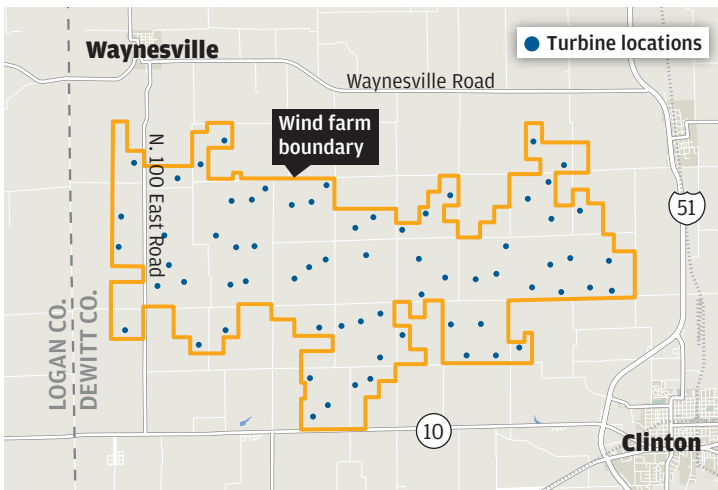 Waynesville
Turbine locations
Waynesville Road
Wind farm
boundary
N. 100 East Road
51
LOGAN CO.
DEWITT CO.
10
Clinton